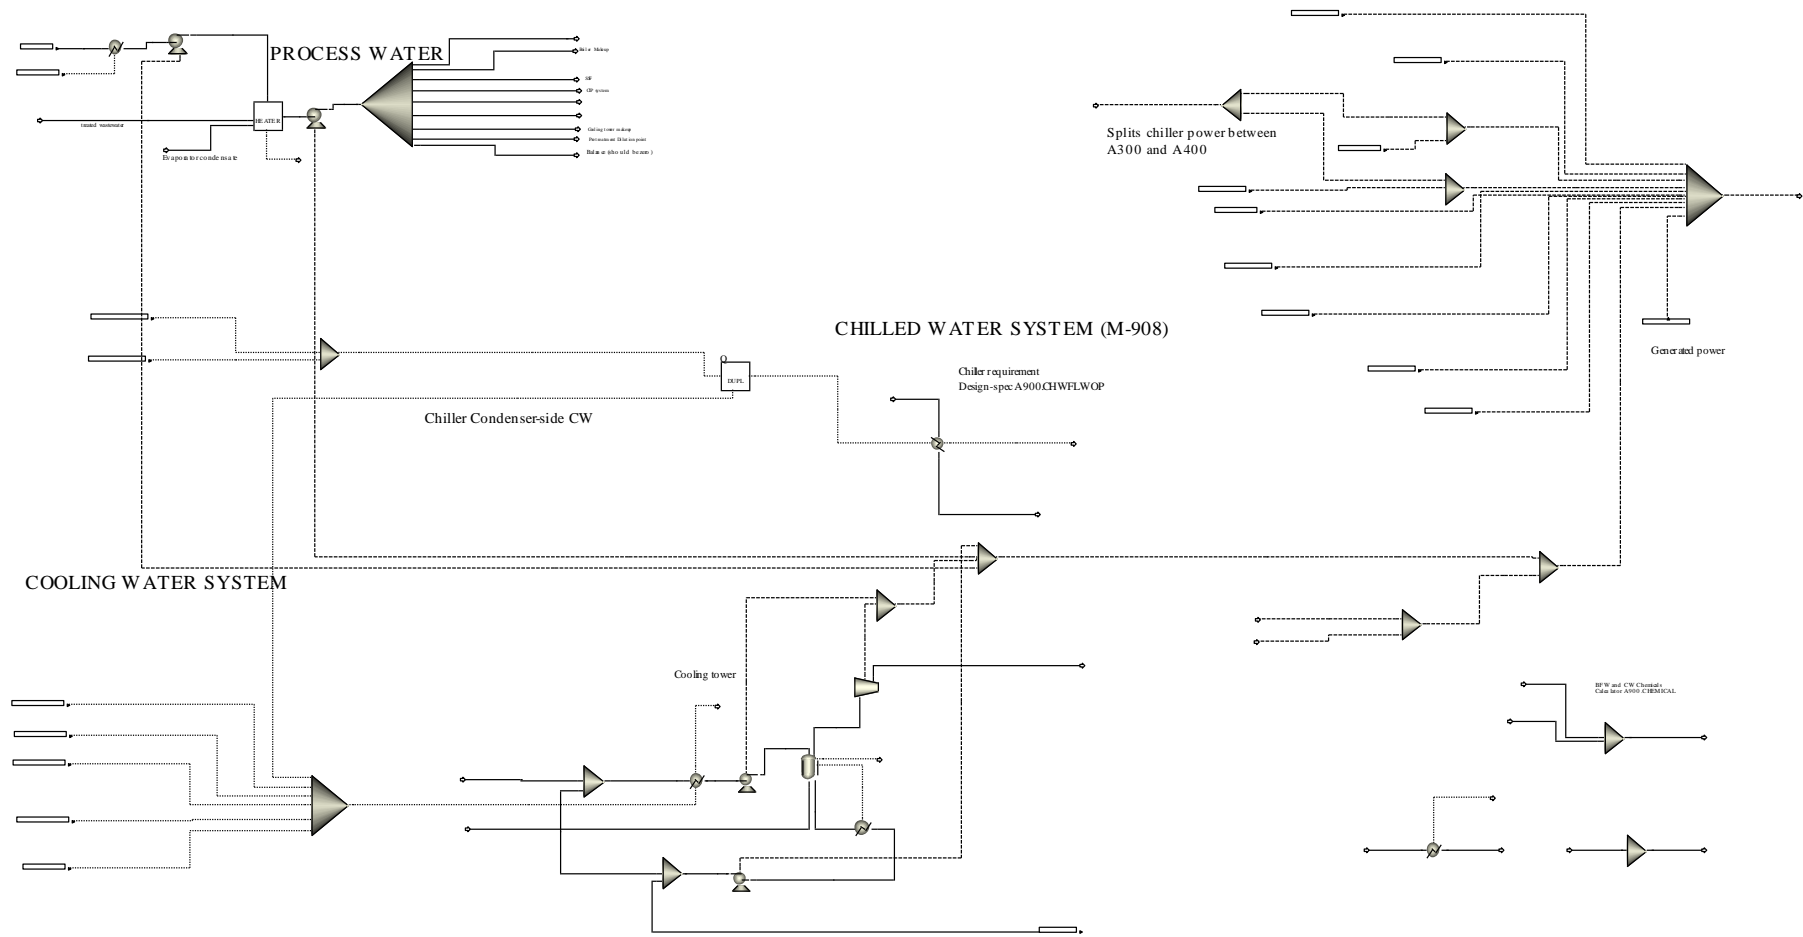 PROCESS WATER
Boiler Makeup
SIF
CIP system
HEATER
treated wastewater
Cooling tower makeup
Pretreatment Dilution point
Evaporator condensate
Balance (should be zero)
Splits chiller power between
A300 and A400
CHILLED WATER SYSTEM (M-908)
Generated power
Q
DUPL
Chiller requirement
Design-spec A900.CHWFLWOP
Chiller Condenser-side CW
COOLING WATER SYSTEM
Cooling tower
BFW and CW Chemicals
Calculator A900.CHEMICAL